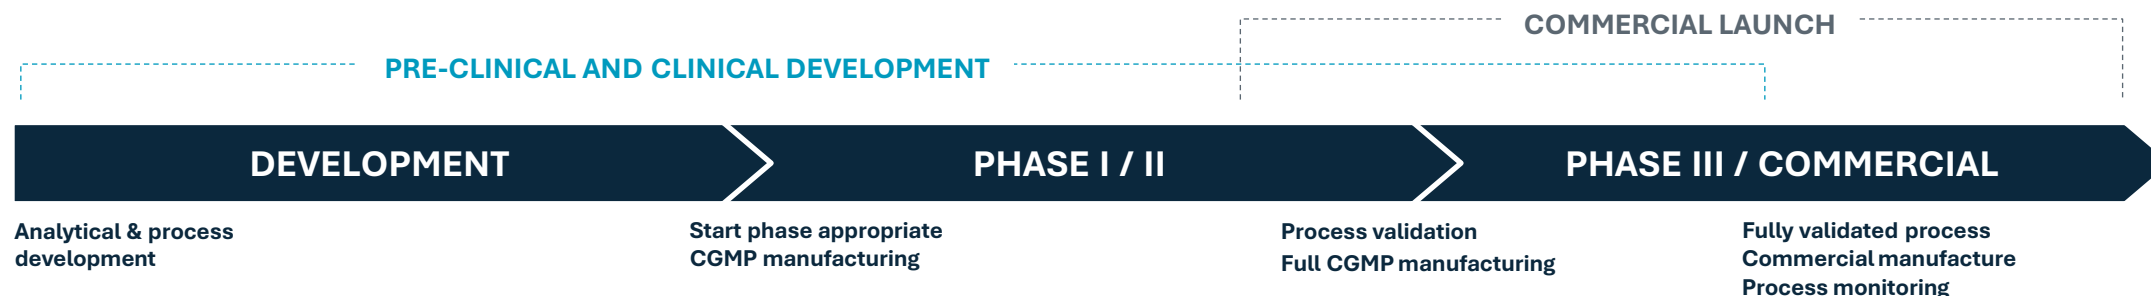 COMMERCIAL LAUNCH
PRE-CLINICAL AND CLINICAL DEVELOPMENT
DEVELOPMENT
PHASE I / II
PHASE III / COMMERCIAL
Analytical & process
development
Start phase appropriate
CGMP manufacturing
Process validation
Full CGMP manufacturing
Fully validated process
Commercial manufacture
Process monitoring